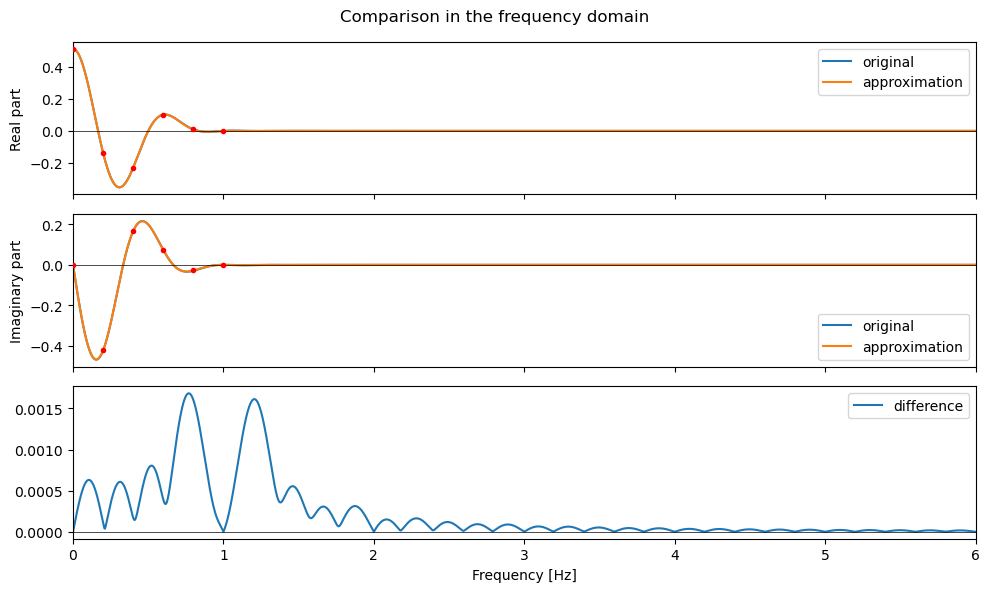 Comparison in the frequency domain
Real part
0.4
0.2
0.0
−0.2
original
approximation
Imaginary part
0.2
0.0
−0.2
−0.4
original
approximation
0.0015
0.0010
0.0005
0.0000
difference
0 1 2 3 4 5 6
Frequency [Hz]